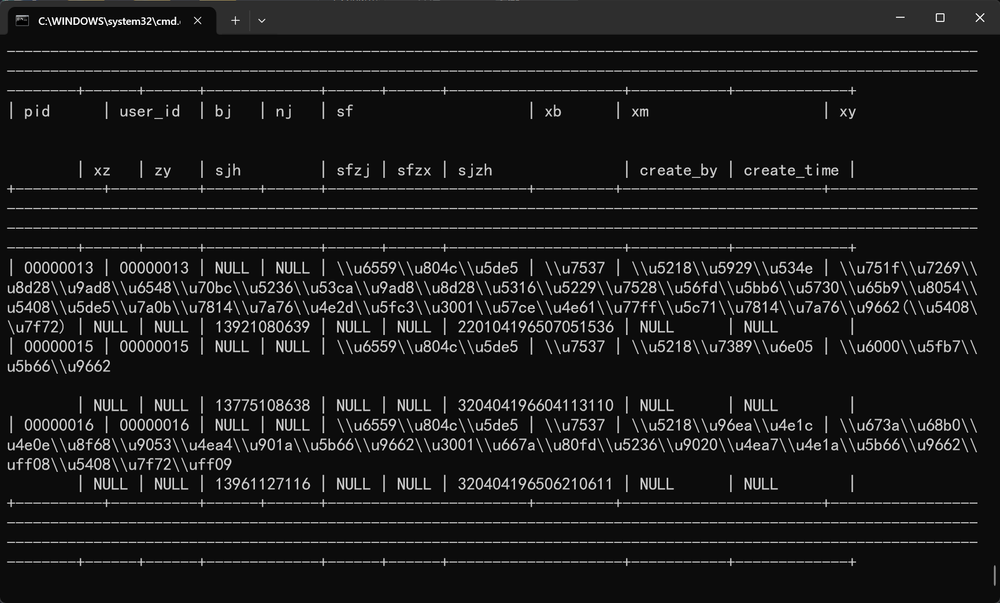 C:\WINDOWS\system32\cmd.
| pid | user_id | bj | nj | sf | xb | xm | xy
| xz | zy | sjh | sfzj | sfzx | sjzh | create_by | create_time |
| 00000013 | 00000013 | NULL | NULL | \\u6559\\u804c\\u5de5 | \\u7537 | \\u5218\\u5929\\u534e | \\u751f\\u7269\\
u8d28\\u9ad8\\u6548\\u70bc\\u5236\\u53ca\\u9ad8\\u8d28\\u5316\\u5229\\u7528\\u56fd\\u5bb6\\u5730\\u65b9\\u8054\\
u5408\\u5de5\\u7a0b\\u7814\\u7a76\\u4e2d\\u5fc3\\u3001\\u57ce\\u4e61\\u77ff\\u5c71\\u7814\\u7a76\\u9662(\\u5408\
\u7f72) | NULL | NULL | 13921080639 | NULL | NULL | 220104196507051536 | NULL | NULL |
| 00000015 | 00000015 | NULL | NULL | \\u6559\\u804c\\u5de5 | \\u7537 | \\u5218\\u7389\\u6e05 | \\u6000\\u5fb7\\
u5b66\\u9662
| NULL | NULL | 13775108638 | NULL | NULL | 320404196604113110 | NULL | NULL |
| 00000016 | 00000016 | NULL | NULL | \\u6559\\u804c\\u5de5 | \\u7537 | \\u5218\\u96ea\\u4e1c | \\u673a\\u68b0\\
u4e0e\\u8f68\\u9053\\u4ea4\\u901a\\u5b66\\u9662\\u3001\\u667a\\u80fd\\u5236\\u9020\\u4ea7\\u4e1a\\u5b66\\u9662\\
uff08\\u5408\\u7f72\\uff09
| NULL | NULL | 13961127116 | NULL | NULL | 320404196506210611 | NULL | NULL |